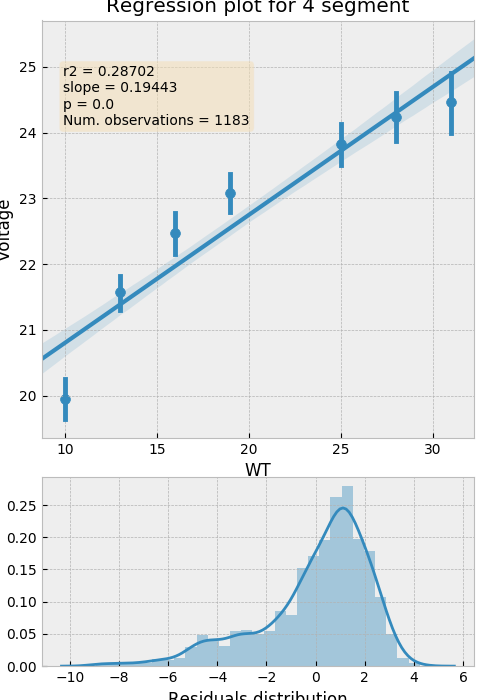 Regression plot for 4 segment
r2 = 0.28702
slope = 0.19443
p = 0.0
Num. observations = 1183
25
24
23
22
21
20
Voltage
10 15 20 25 30
WT
0.25
0.20
0.15
0.10
0.05
0.00
−10 −8 −6 −4 −2 0 2 4 6
Residuals distribution